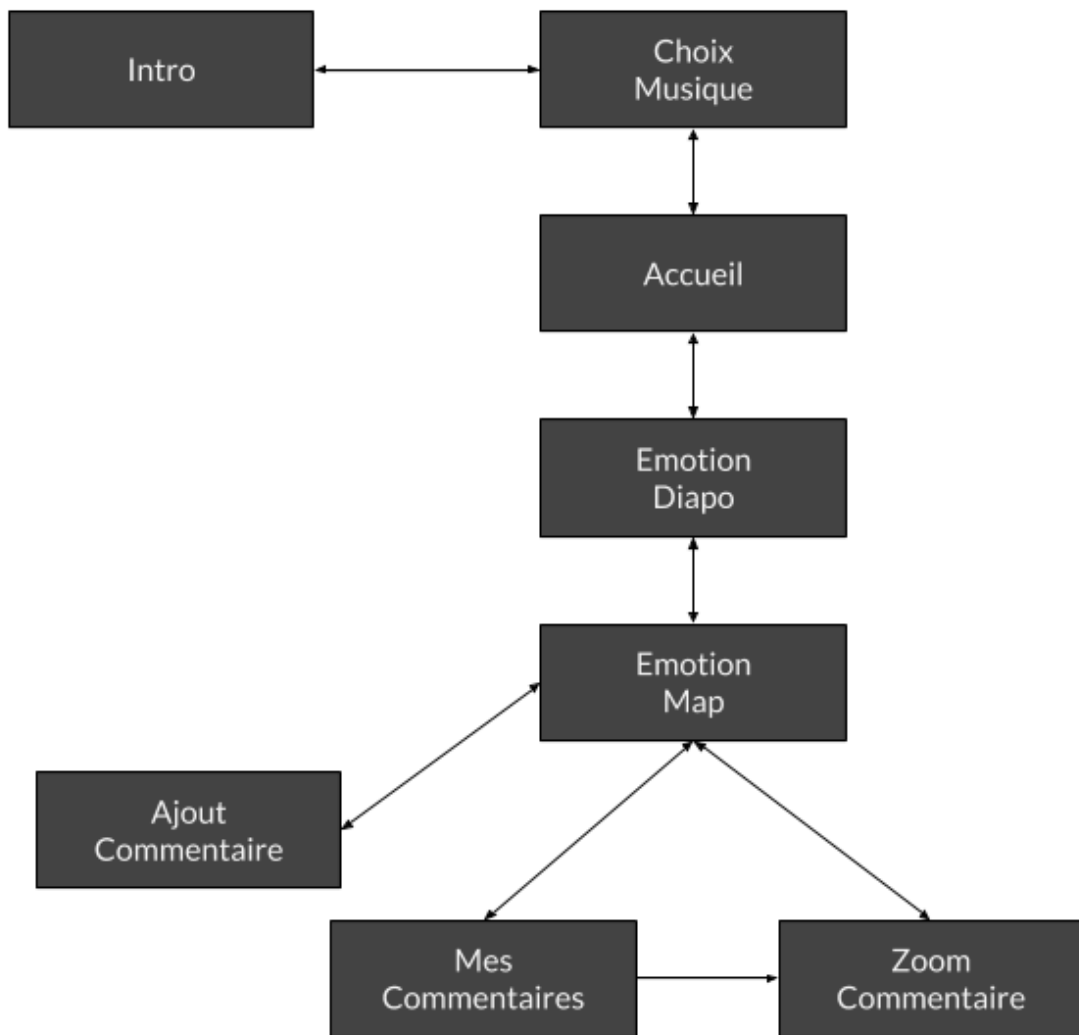 Intro
Choix
Musique
Accueil
Emotion
Diapo
Emotion
Map
Ajout
Commentaire
Mes
Commentaires
Zoom
Commentaire